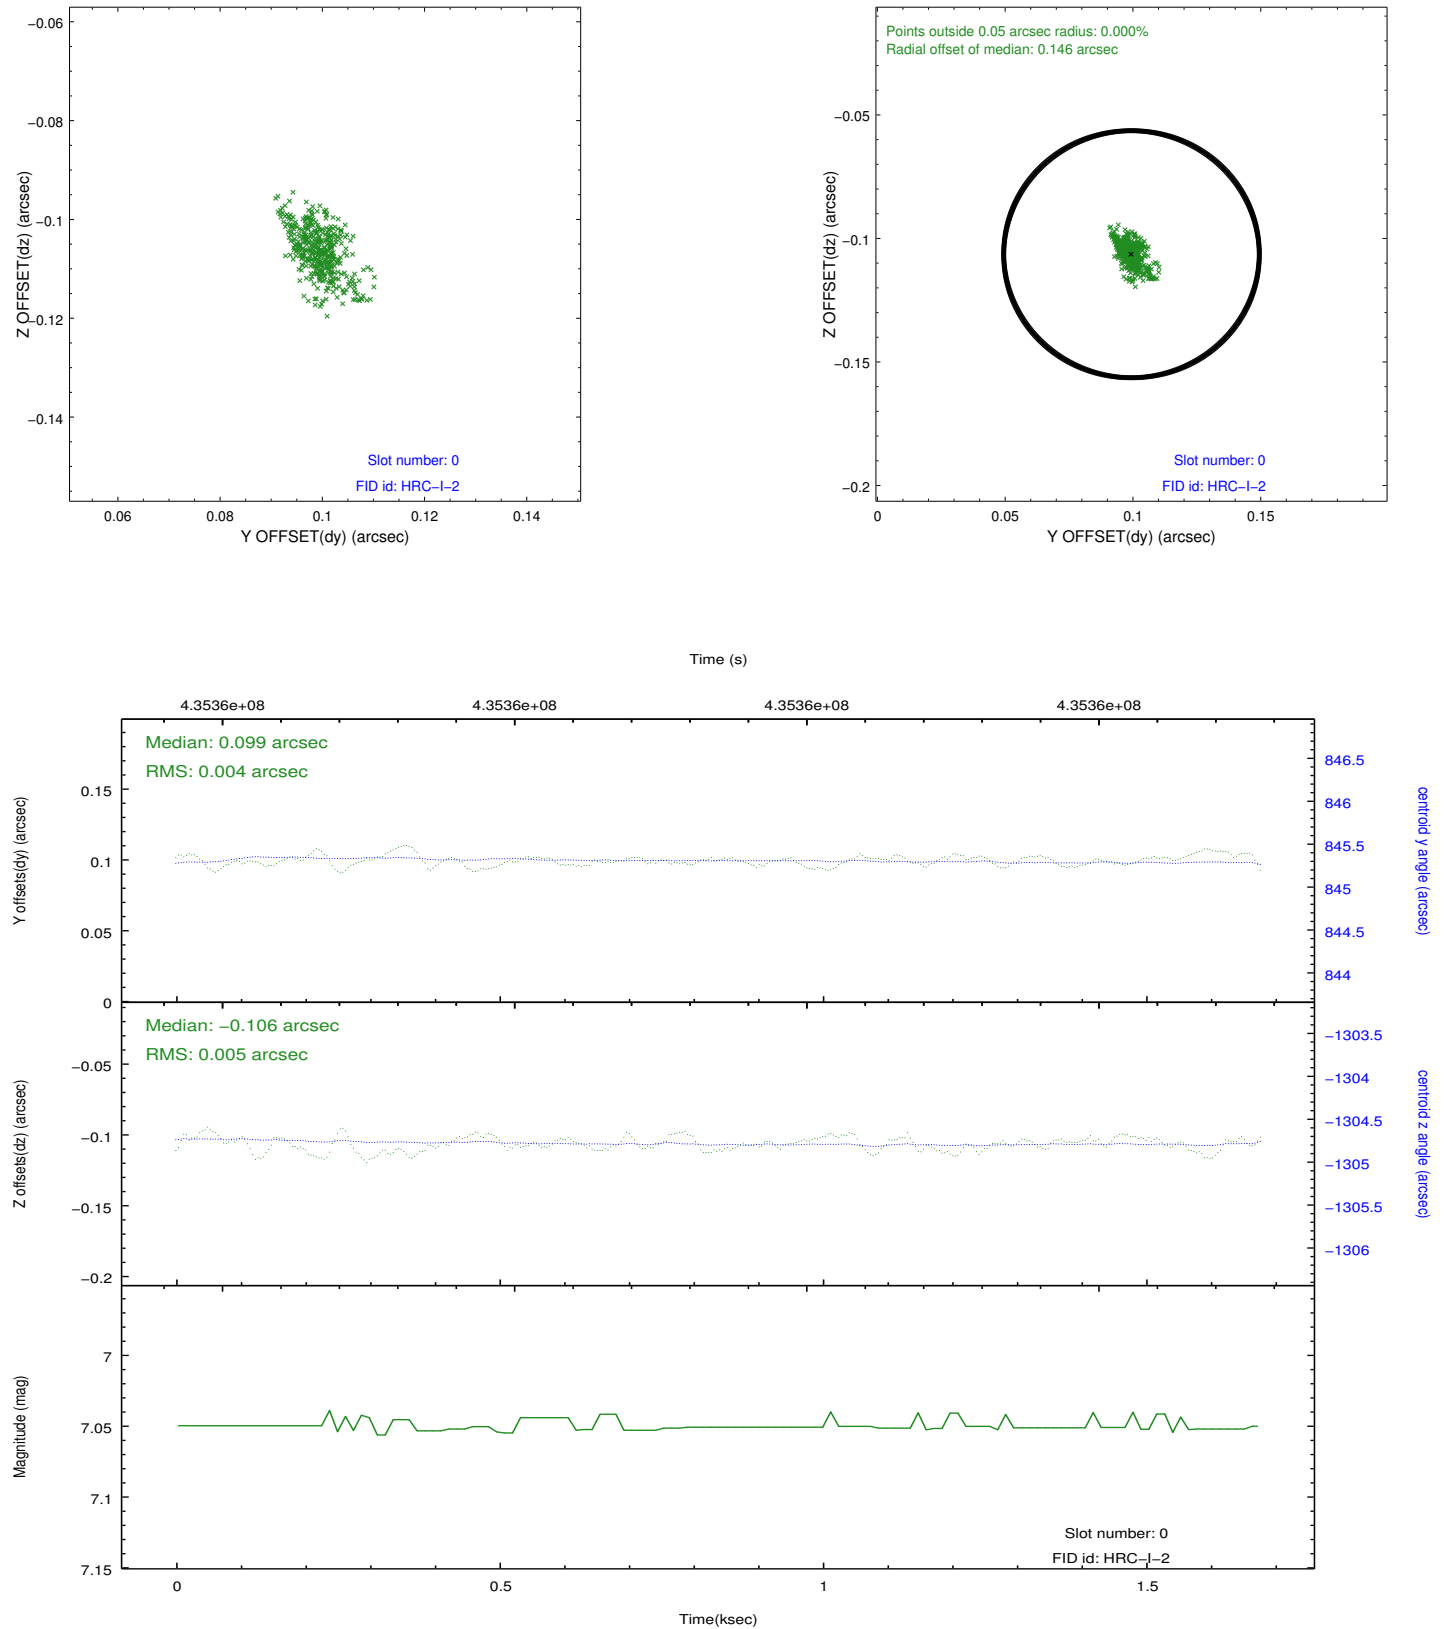 −0.06
−0.08
−0.1
−0.12
−0.14
Z OFFSET(dz) (arcsec)
Slot number: 0
FID id: HRC−I−2
0.06 0.08 0.1 0.12 0.14
Y OFFSET(dy) (arcsec)
Points outside 0.05 arcsec radius: 0.000%
Radial offset of median: 0.146 arcsec
−0.05
−0.1
−0.15
−0.2
Z OFFSET(dz) (arcsec)
Slot number: 0
FID id: HRC−I−2
0 0.05 0.1 0.15
Y OFFSET(dy) (arcsec)
Time (s)
4.3536e+08 4.3536e+08 4.3536e+08 4.3536e+08
Median: 0.099 arcsec
RMS: 0.004 arcsec
0.15
0.1
0.05
0
Y offsets(dy) (arcsec)
846.5
846
845.5
845
844.5
844
centroid y angle (arcsec)
Median: −0.106 arcsec
RMS: 0.005 arcsec
−0.05
−0.1
−0.15
−0.2
Z offsets(dz) (arcsec)
−1303.5
−1304
−1304.5
−1305
−1305.5
−1306
centroid z angle (arcsec)
7
7.05
7.1
7.15
Magnitude (mag)
Slot number: 0
FID id: HRC−I−2
0 0.5 1 1.5
Time(ksec)